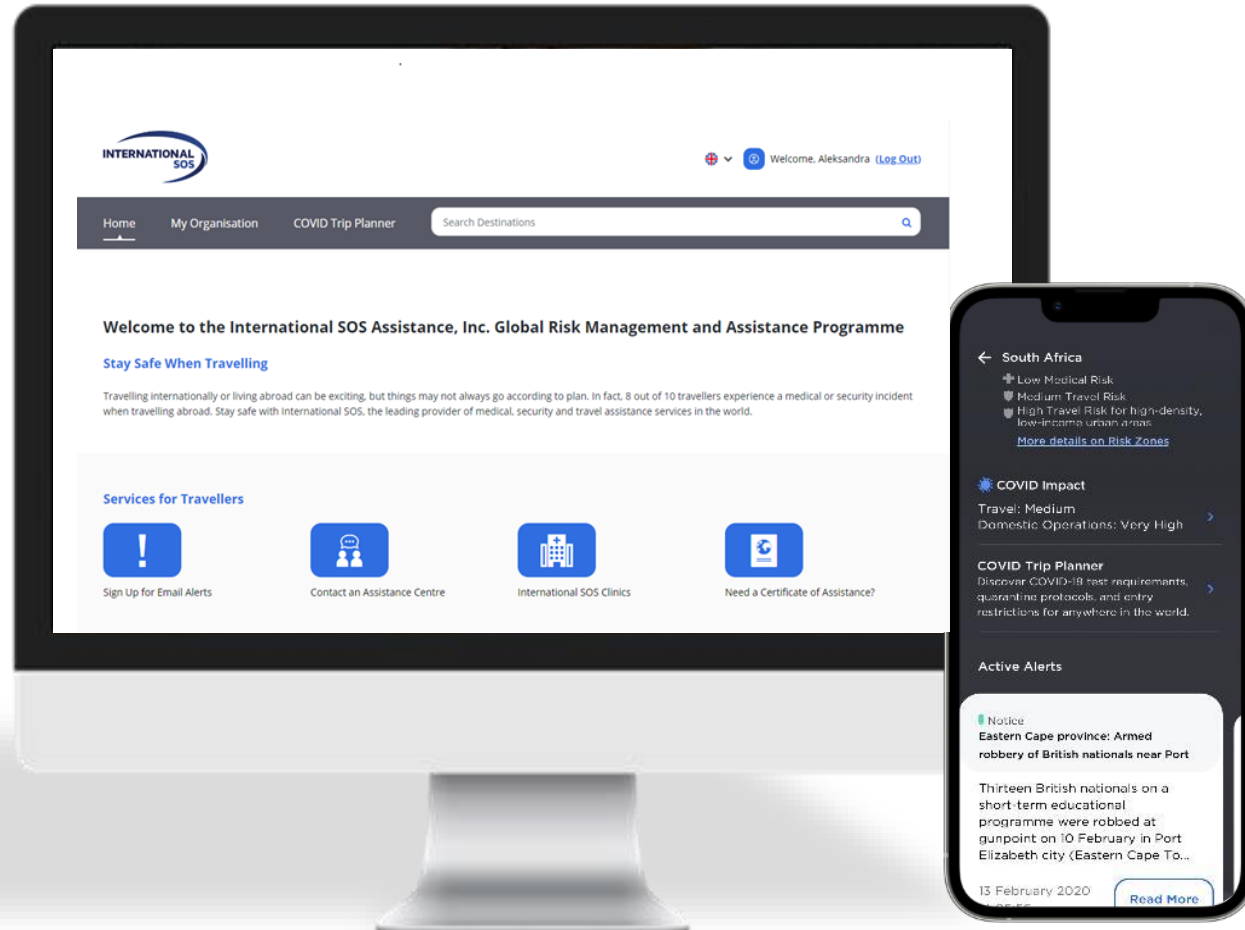 INTERNATIONAL
SOS
Welcome, Aleksandra (Log Out)
Home My Organisation COVID Trip Planner Search Destinations
Welcome to the International SOS Assistance, Inc. Global Risk Management and Assistance Programme
Stay Safe When Travelling
Travelling internationally or living abroad can be exciting, but things may not always go according to plan. In fact, 8 out of 10 travellers experience a medical or security incident
when travelling abroad. Stay safe with International SOS, the leading provider of medical, security and travel assistance services in the world.
Services for Travellers
Sign Up for Email Alerts
Contact an Assistance Centre
International SOS Clinics
Need a Certificate of Assistance?
South Africa
Low Medical Risk
Medium Travel Risk
High Travel Risk for high-density,
low-income urban areas
More details on Risk Zones
COVID Impact
Travel: Medium
Domestic Operations: Very High
COVID Trip Planner
Discover COVID-19 test requirements,
quarantine protocols, and entry
restrictions for anywhere in the world.
Active Alerts
Notice
Eastern Cape province: Armed
robbery of British nationals near Port
Thirteen British nationals on a
short-term educational
programme were robbed at
gunpoint on 10 February in Port
Elizabeth city (Eastern Cape To...
13 February 2020
Read More